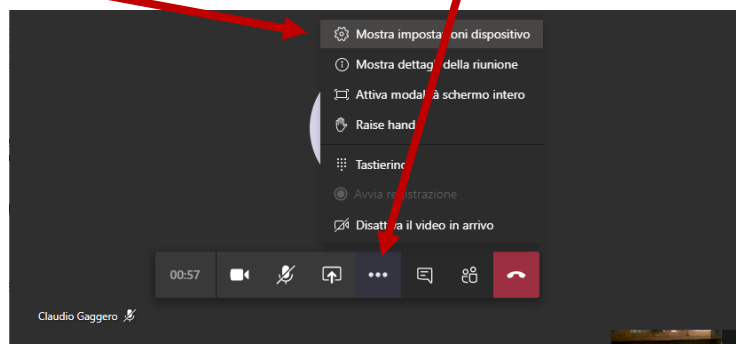 Mostra impostazioni dispositivo
Mostra dettagli della riunione
Attiva modalità schermo intero
Raise hand
Tastierino
Avvia registrazione
Disattiva il video in arrivo
00:57
Claudio Gaggero